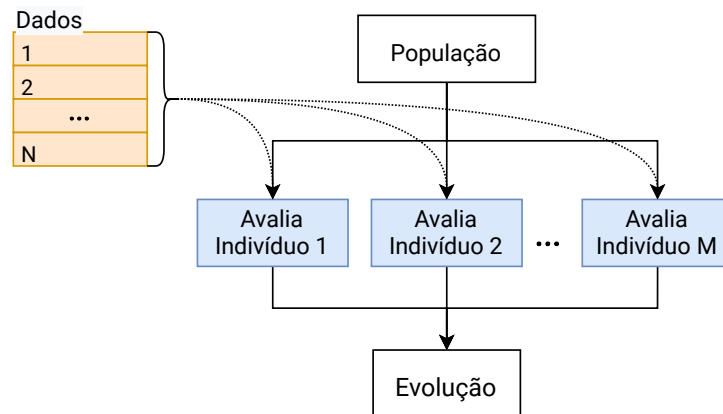 Dados
1
2
...
N
População
Avalia
Indivíduo 1
Avalia
Indivíduo 2
...
Avalia
Indivíduo M
Evolução